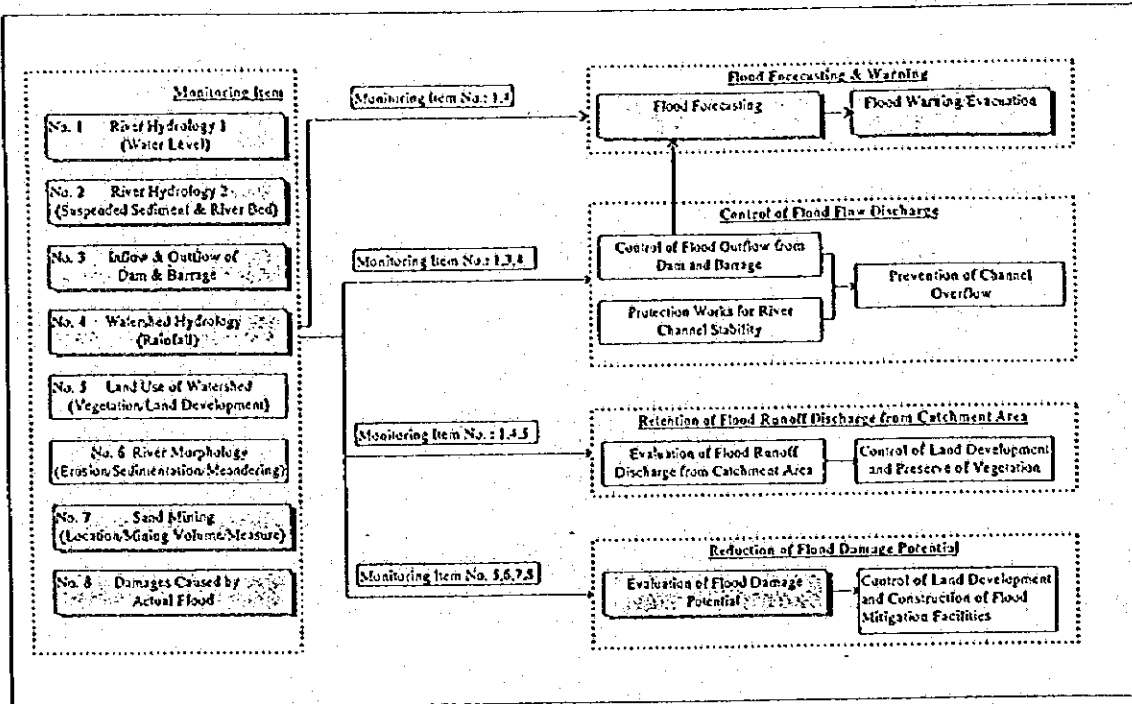 Monitoring Item
No. 1 River Hydrology 1
(Water Level)
No. 2 River Hydrology 2
(Suspended Sediment & River Bed)
No. 3 Inflow & Outflow of
Dam & Barrage
No. 4 Watershed Hydrology
(Rainfall)
No. 5 Land Use of Watershed
(Vegetation/Land Development)
No. 6 River Morphology
(Erosion/Sedimentation/Meandering)
No. 7 Sand Mining
(Location/Mining Volume/Measure)
No. 8 Damages Caused by
Actual Flood
Monitoring Item No.: 1,4
Flood Forecasting & Warning
Flood Forecasting
Flood Warning/Evacuation
Monitoring Item No.: 1,3,4
Control of Flood Flow Discharge
Control of Flood Outflow from
Dam and Barrage
Protection Works for River
Channel Stability
Prevention of Channel
Overflow
Monitoring Item No. : 1,4,5
Retention of Flood Runoff Discharge from Catchment Area
Evaluation of Flood Runoff
Discharge from Catchment Area
Control of Land Development
and Preserve of Vegetation
Monitoring Item No. 5,6,7,8
Reduction of Flood Damage Potential
Evaluation of Flood Damage
Potential
Control of Land Development
and Construction of Flood
Mitigation Facilities